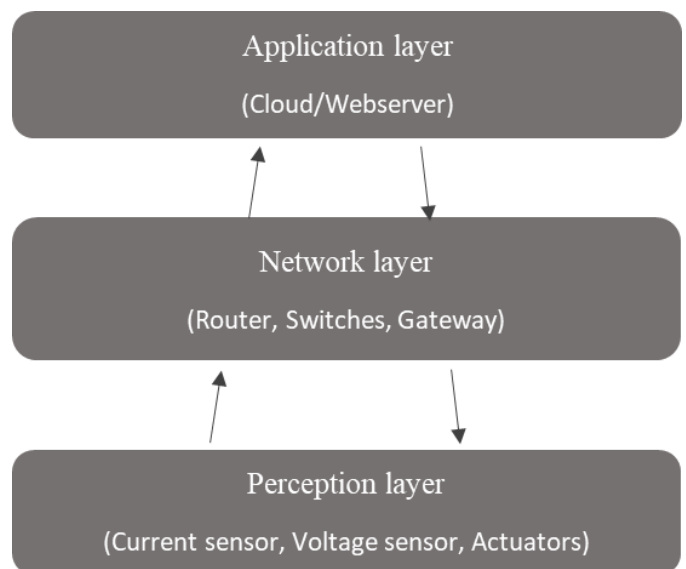 Application layer
(Cloud/Webserver)
Network layer
(Router, Switches, Gateway)
Perception layer
(Current sensor, Voltage sensor, Actuators)